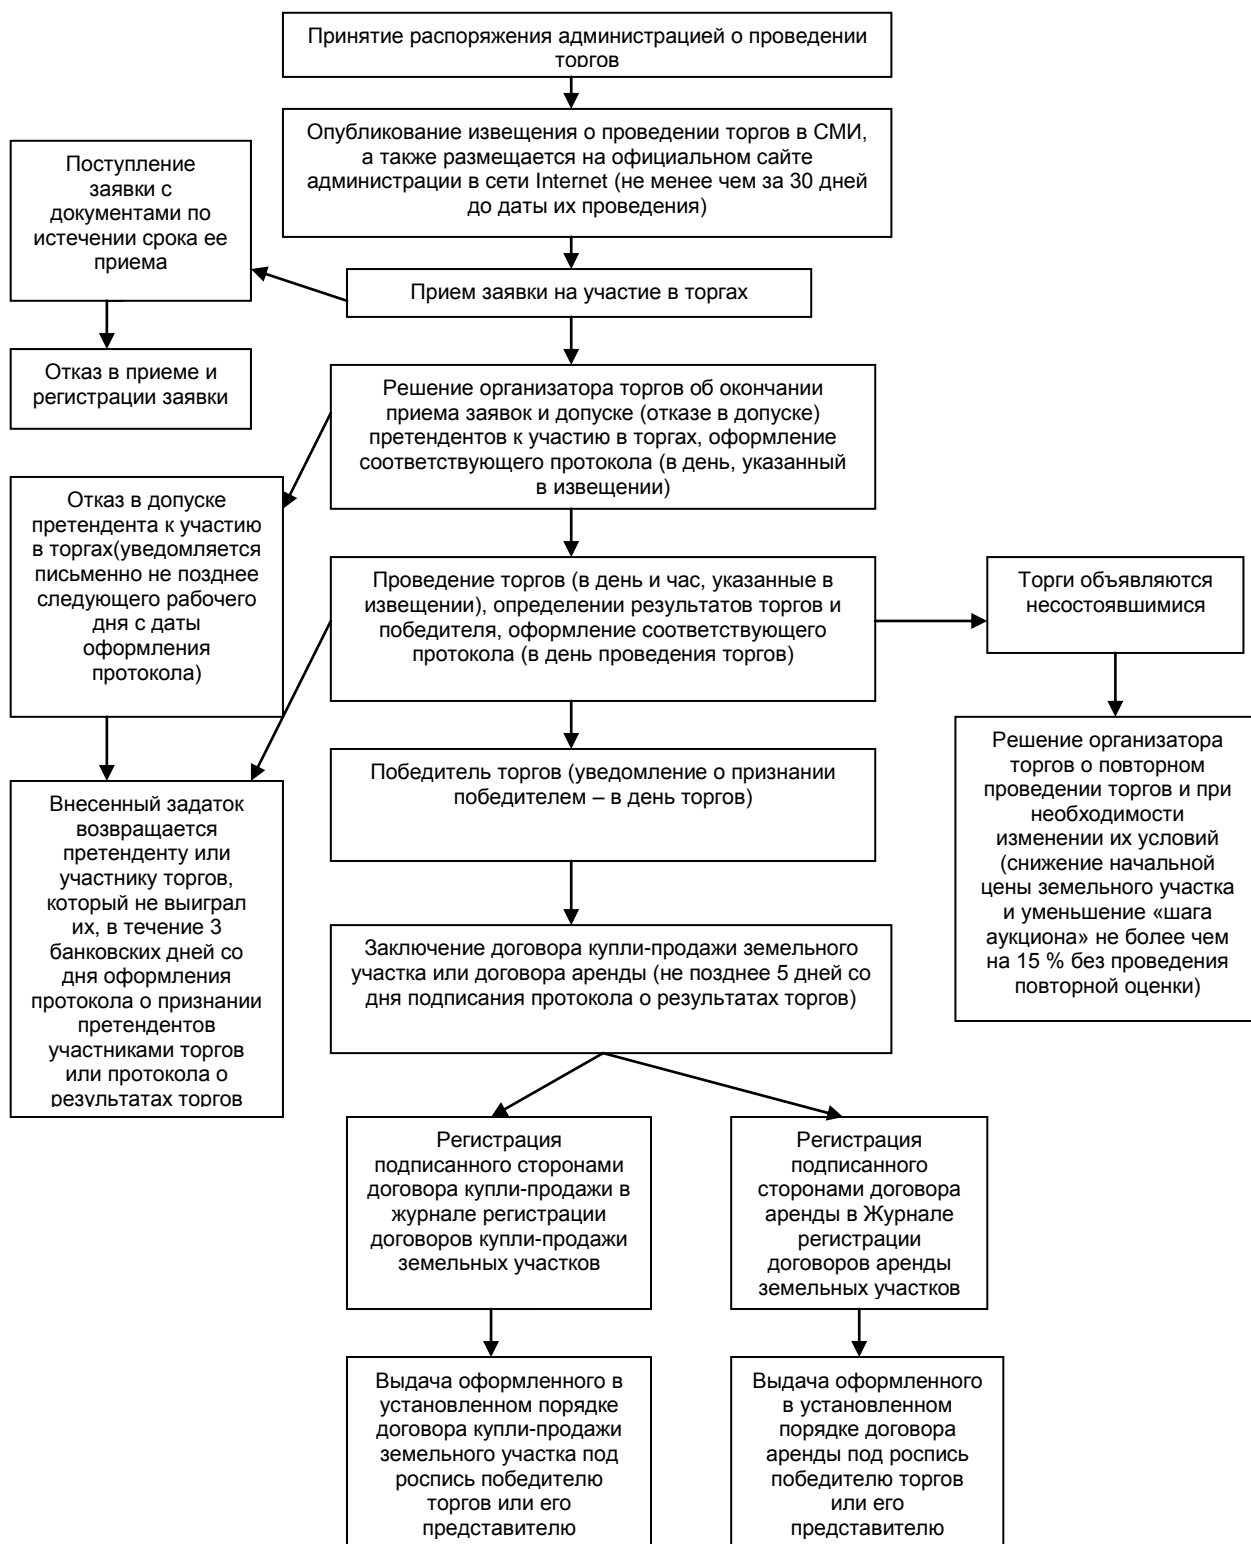 Принятие распоряжения администрацией о проведении
торгов
Опубликование извещения о проведении торгов в СМИ,
а также размещается на официальном сайте
администрации в сети Internet (не менее чем за 30 дней
до даты их проведения)
Поступление
заявки с
документами по
истечении срока ее
приема
Прием заявки на участие в торгах
Отказ в приеме и
регистрации заявки
Решение организатора торгов об окончании
приема заявок и допуске (отказе в допуске)
претендентов к участию в торгах, оформление
соответствующего протокола (в день, указанный
в извещении)
Отказ в допуске
претендента к участию
в торгах(уведомляется
письменно не позднее
следующего рабочего
дня с даты
оформления
протокола)
Проведение торгов (в день и час, указанные в
извещении), определении результатов торгов и
победителя, оформление соответствующего
протокола (в день проведения торгов)
Торги объявляются
несостоявшимися
Победитель торгов (уведомление о признании
победителем – в день торгов)
Решение организатора
торгов о повторном
проведении торгов и при
необходимости
изменении их условий
(снижение начальной
цены земельного участка
и уменьшение «шага
аукциона» не более чем
на 15 % без проведения
повторной оценки)
Внесенный задаток
возвращается
претенденту или
участнику торгов,
который не выиграл
их, в течение 3
банковских дней со
дня оформления
протокола о признании
претендентов
участниками торгов
или протокола о
результатах торгов
Заключение договора купли-продажи земельного
участка или договора аренды (не позднее 5 дней со
дня подписания протокола о результатах торгов)
Регистрация
подписанного сторонами
договора купли-продажи в
журнале регистрации
договоров купли-продажи
земельных участков
Регистрация
подписанного
сторонами договора
аренды в Журнале
регистрации
договоров аренды
земельных участков
Выдача оформленного в
установленном порядке
договора купли-продажи
земельного участка под
роспись победителю
торгов или его
представителю
Выдача оформленного
в установленном
порядке договора
аренды под роспись
победителю торгов
или его
представителю